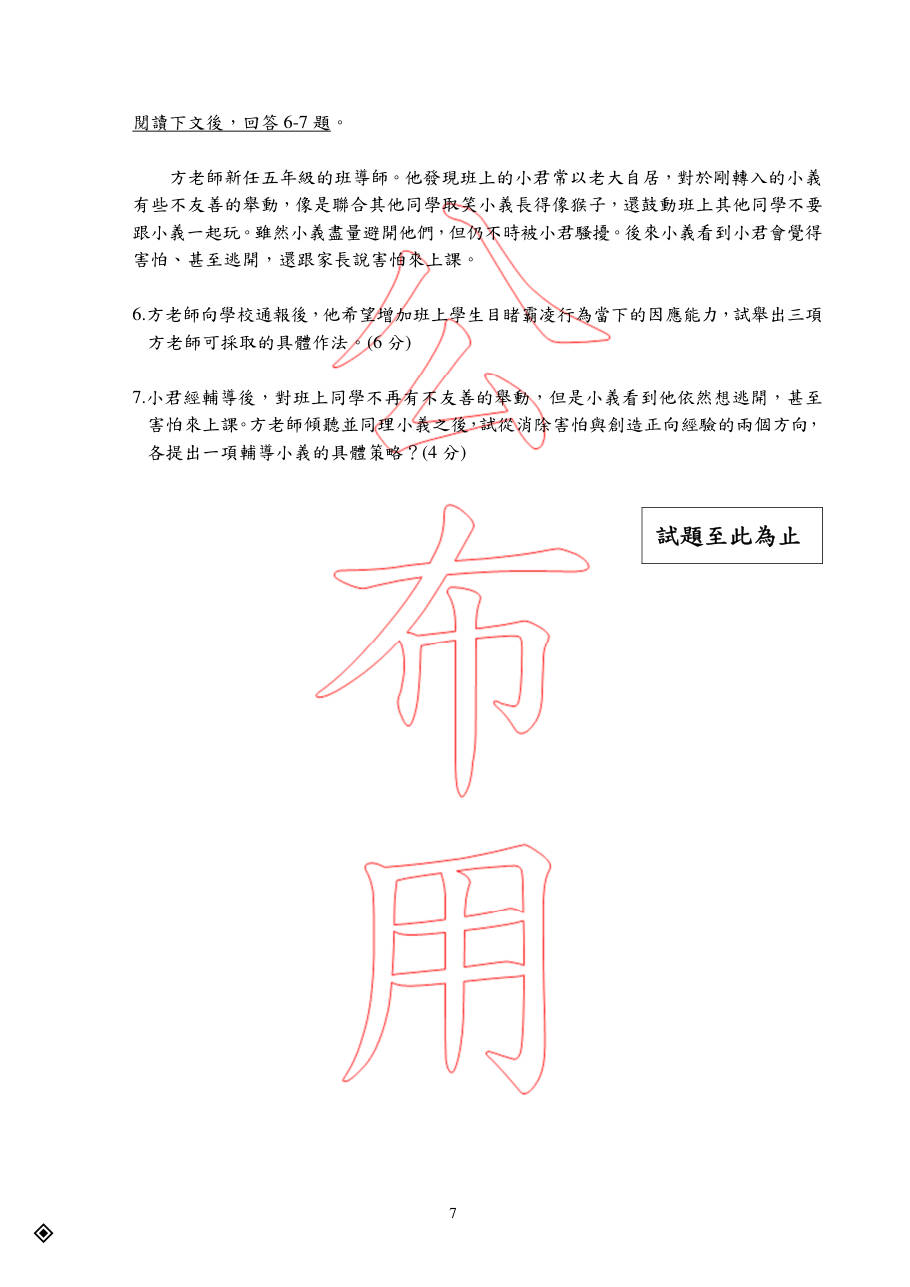 閱讀下文後，回答 6-7 題。
方老師新任五年級的班導師。他發現班上的小君常以老大自居，對於剛轉入的小義
有些不友善的舉動，像是聯合其他同學取笑小義長得像猴子，還鼓動班上其他同學不要
跟小義一起玩。雖然小義盡量避開他們，但仍不時被小君騷擾。後來小義看到小君會覺得
害怕、甚至逃開，還跟家長說害怕來上課。
6.方老師向學校通報後，他希望增加班上學生目睹霸凌行為當下的因應能力，試舉出三項
方老師可採取的具體作法。(6 分)
7.小君經輔導後，對班上同學不再有不友善的舉動，但是小義看到他依然想逃開，甚至
害怕來上課。方老師傾聽並同理小義之後，試從消除害怕與創造正向經驗的兩個方向，
各提出一項輔導小義的具體策略？(4 分)
試題至此為止
公
布
用
7